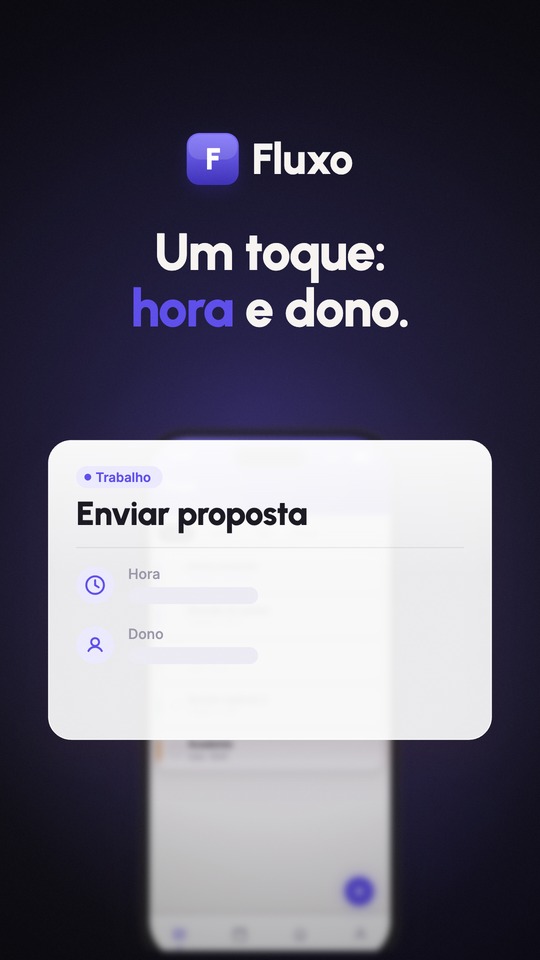 F Fluxo
Um toque:
hora e dono.
Trabalho
Enviar proposta
Hora
Dono